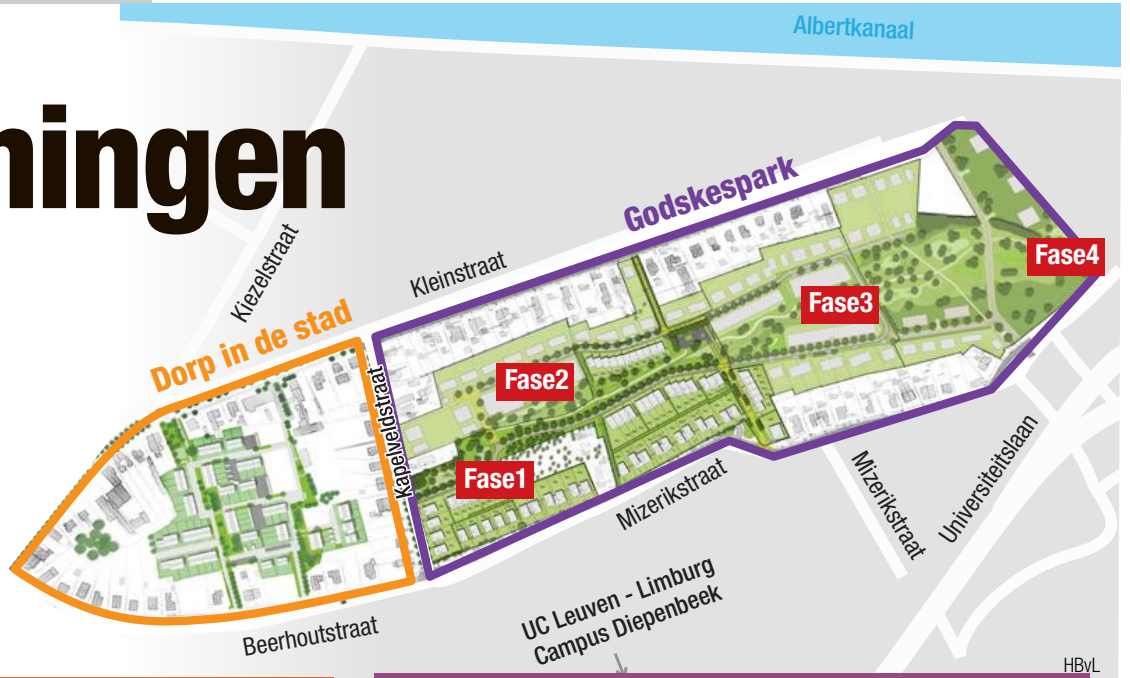 Albertkanaal
ningen
Godskespark
Kiezelstraat
Kleinstraat
Fase4
Fase3
Dorp in de stad
Kapelveldstraat
Fase2
Fase1
Mizerikstraat
Mizerikstraat
Universiteitslaan
Beerhoutstraat
UC Leuven - Limburg
Campus Diepenbeek
HBvL